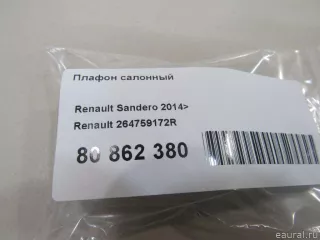 Плафон салонный
Renault Sandero 2014>
Renault 264759172R
80 862 380
eaural.ru